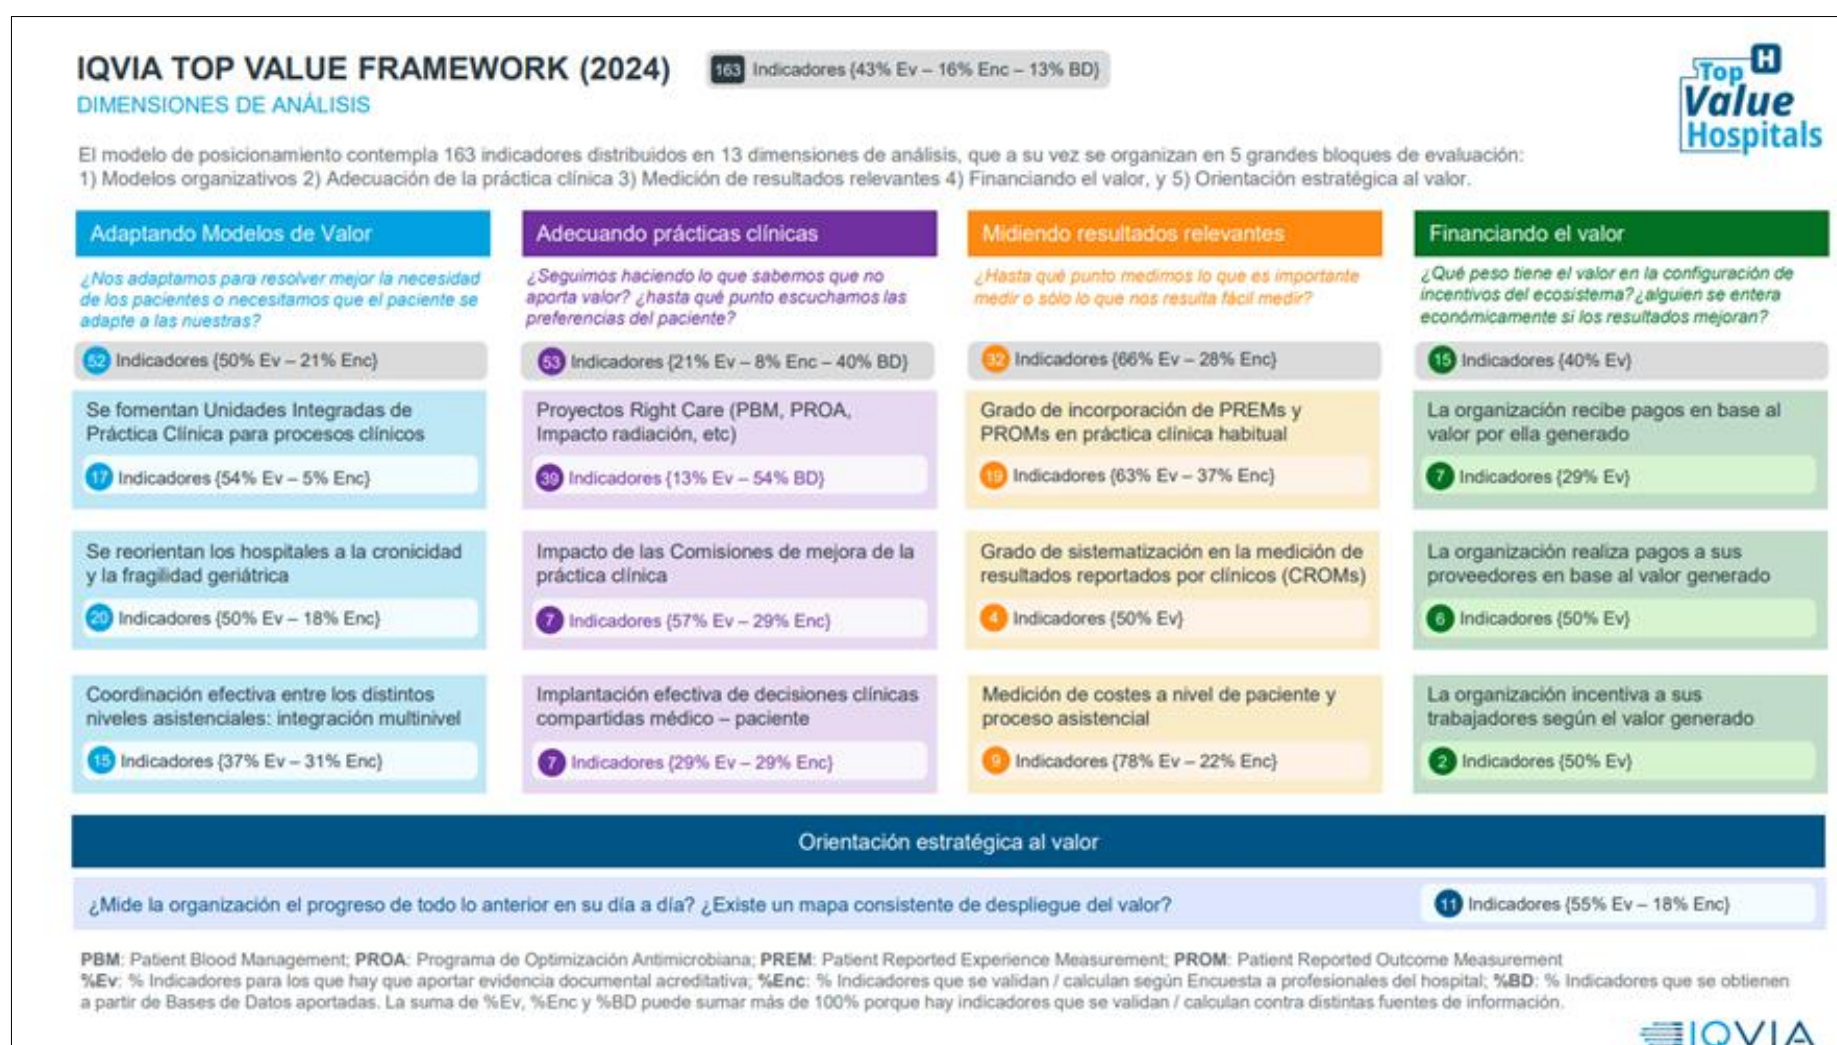 IQVIA TOP VALUE FRAMEWORK (2024)
163 Indicadores {43% Ev – 16% Enc – 13% BD}
DIMENSIONES DE ANÁLISIS
Top H
Value
Hospitals
El modelo de posicionamiento contempla 163 indicadores distribuidos en 13 dimensiones de análisis, que a su vez se organizan en 5 grandes bloques de evaluación:
1) Modelos organizativos 2) Adecuación de la práctica clínica 3) Medición de resultados relevantes 4) Financiando el valor, y 5) Orientación estratégica al valor.
Adaptando Modelos de Valor
¿Nos adaptamos para resolver mejor la necesidad
de los pacientes o necesitamos que el paciente se
adapte a las nuestras?
52 Indicadores {50% Ev – 21% Enc}
Se fomentan Unidades Integradas de
Práctica Clínica para procesos clínicos
17 Indicadores {54% Ev – 5% Enc}
Se reorientan los hospitales a la cronicidad
y la fragilidad geriátrica
20 Indicadores {50% Ev – 18% Enc}
Coordinación efectiva entre los distintos
niveles asistenciales: integración multinivel
15 Indicadores {37% Ev – 31% Enc}
Adecuando prácticas clínicas
¿Seguimos haciendo lo que sabemos que no
aporta valor? ¿hasta qué punto escuchamos las
preferencias del paciente?
53 Indicadores {21% Ev – 8% Enc – 40% BD}
Proyectos Right Care (PBM, PROA,
Impacto radiación, etc)
39 Indicadores {13% Ev – 54% BD}
Impacto de las Comisiones de mejora de la
práctica clínica
7 Indicadores {57% Ev – 29% Enc}
Implantación efectiva de decisiones clínicas
compartidas médico – paciente
7 Indicadores {29% Ev – 29% Enc}
Midiendo resultados relevantes
¿Hasta qué punto medimos lo que es importante
medir o sólo lo que nos resulta fácil medir?
32 Indicadores {66% Ev – 28% Enc}
Grado de incorporación de PREMs y
PROMs en práctica clínica habitual
19 Indicadores {63% Ev – 37% Enc}
Grado de sistematización en la medición de
resultados reportados por clínicos (CROMs)
4 Indicadores {50% Ev}
Medición de costes a nivel de paciente y
proceso asistencial
9 Indicadores {78% Ev – 22% Enc}
Financiando el valor
¿Qué peso tiene el valor en la configuración de
incentivos del ecosistema?¿alguien se entera
económicamente si los resultados mejoran?
15 Indicadores {40% Ev}
La organización recibe pagos en base al
valor por ella generado
7 Indicadores {29% Ev}
La organización realiza pagos a sus
proveedores en base al valor generado
6 Indicadores {50% Ev}
La organización incentiva a sus
trabajadores según el valor generado
2 Indicadores {50% Ev}
Orientación estratégica al valor
¿Mide la organización el progreso de todo lo anterior en su día a día? ¿Existe un mapa consistente de despliegue del valor?
11 Indicadores {55% Ev – 18% Enc}
PBM: Patient Blood Management; PROA: Programa de Optimización Antimicrobiana; PREM: Patient Reported Experience Measurement; PROM: Patient Reported Outcome Measurement
%Ev: % Indicadores para los que hay que aportar evidencia documental acreditativa; %Enc: % Indicadores que se validan / calculan según Encuesta a profesionales del hospital; %BD: % Indicadores que se obtienen
a partir de Bases de Datos aportadas. La suma de %Ev, %Enc y %BD puede sumar más de 100% porque hay indicadores que se validan / calculan contra distintas fuentes de información.
IQVIA